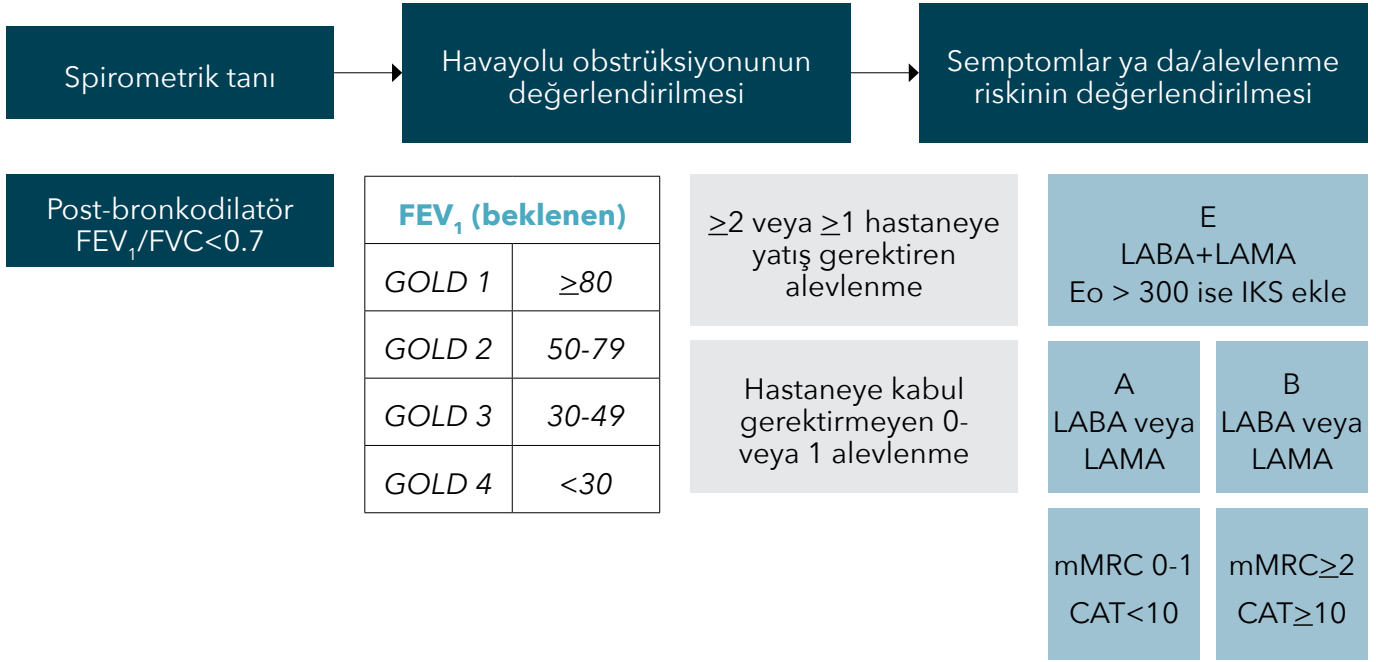 Spirometrik tanı
Havayolu obstrüksiyonunun
değerlendirilmesi
Semptomlar ya da/alevlenme
riskinin değerlendirilmesi
Post-bronkodilatör
FEV₁/FVC<0.7
FEV₁ (beklenen)
GOLD 1 ≥80
GOLD 2 50-79
GOLD 3 30-49
GOLD 4 <30
≥2 veya ≥1 hastaneye
yatış gerektiren
alevlenme
Hastaneye kabul
gerektirmeyen 0-
veya 1 alevlenme
E
LABA+LAMA
Eo > 300 ise IKS ekle
A
LABA veya
LAMA
B
LABA veya
LAMA
mMRC 0-1
CAT<10
mMRC≥2
CAT≥10